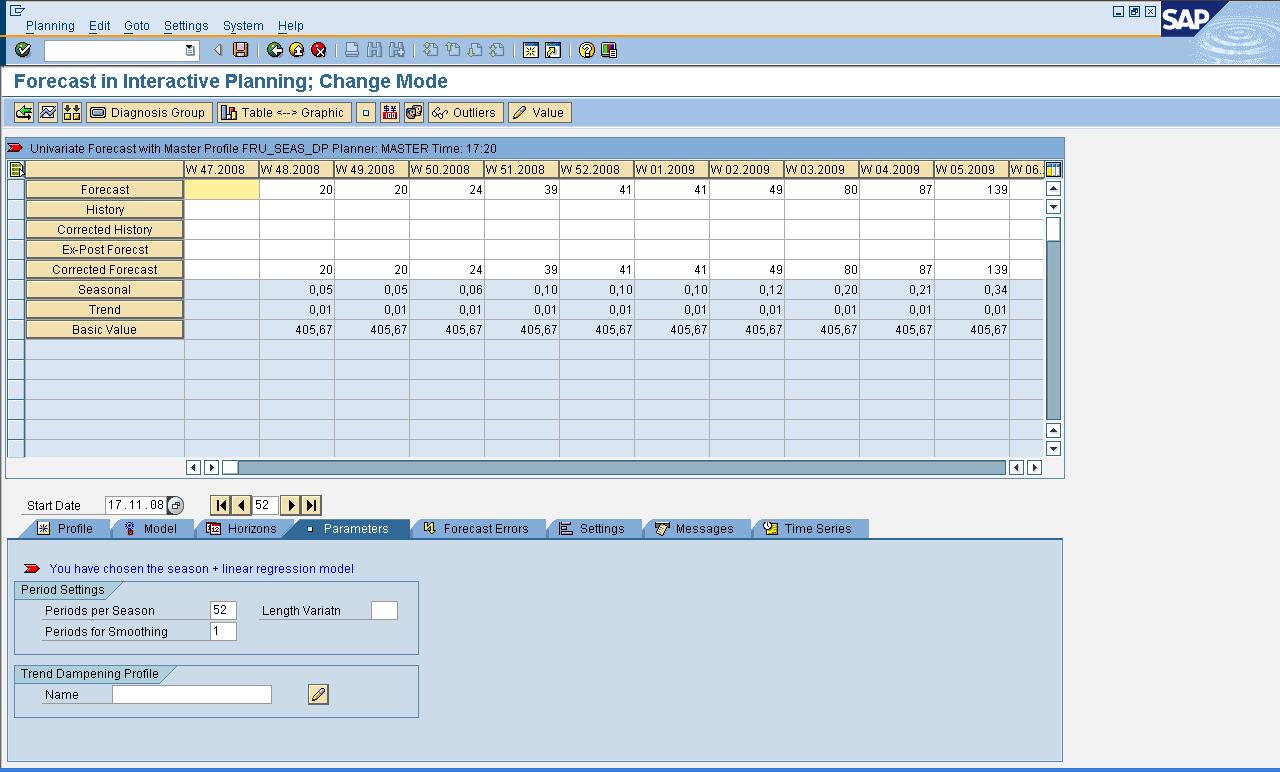 Planning Edit Goto Settings System Help
SAP
Forecast in Interactive Planning; Change Mode
Diagnosis Group Table <--> Graphic Outliers Value
Univariate Forecast with Master Profile FRU_SEAS_DP Planner: MASTER Time: 17:20
W 47.2008 W 48.2008 W 49.2008 W 50.2008 W 51.2008 W 52.2008 W 01.2009 W 02.2009 W 03.2009 W 04.2009 W 05.2009 W 06.
Forecast 20 20 24 39 41 41 49 80 87 139
History
Corrected History
Ex-Post Forecst
Corrected Forecast 20 20 24 39 41 41 49 80 87 139
Seasonal 0,05 0,05 0,06 0,10 0,10 0,10 0,12 0,20 0,21 0,34
Trend 0,01 0,01 0,01 0,01 0,01 0,01 0,01 0,01 0,01 0,01
Basic Value 405,67 405,67 405,67 405,67 405,67 405,67 405,67 405,67 405,67 405,67
Start Date 17.11.08 52
Profile Model Horizons Parameters Forecast Errors Settings Messages Time Series
You have chosen the season + linear regression model
Period Settings
Periods per Season 52 Length Variatn
Periods for Smoothing 1
Trend Dampening Profile
Name